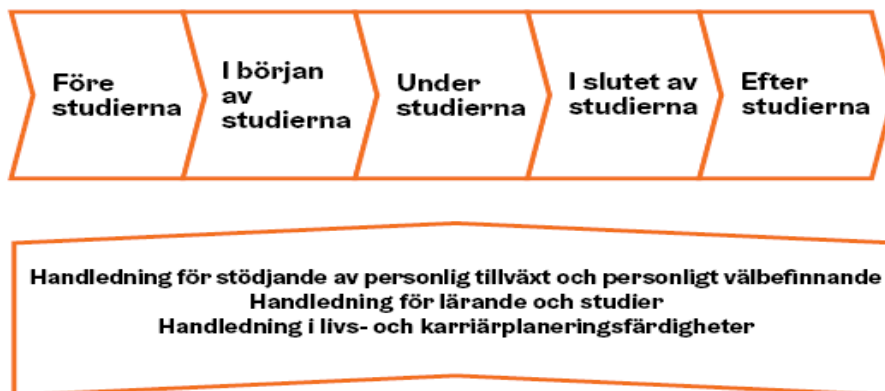 Före
studierna
I början
av
studierna
Under
studierna
I slutet av
studierna
Efter
studierna
Handledning för stödjande av personlig tillväxt och personligt välbefinnande
Handledning för lärande och studier
Handledning i livs- och karriärplaneringsfärdigheter